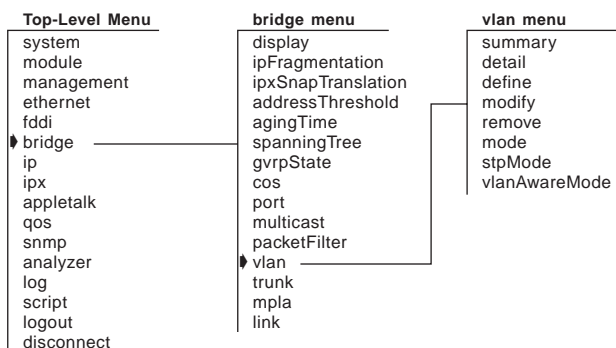 Top-Level Menu
system
module
management
ethernet
fddi
bridge
ip
ipx
appletalk
qos
snmp
analyzer
log
script
logout
disconnect
bridge menu
display
ipFragmentation
ipxSnapTranslation
addressThreshold
agingTime
spanningTree
gvrpState
cos
port
multicast
packetFilter
vlan
trunk
mpla
link
vlan menu
summary
detail
define
modify
remove
mode
stpMode
vlanAwareMode